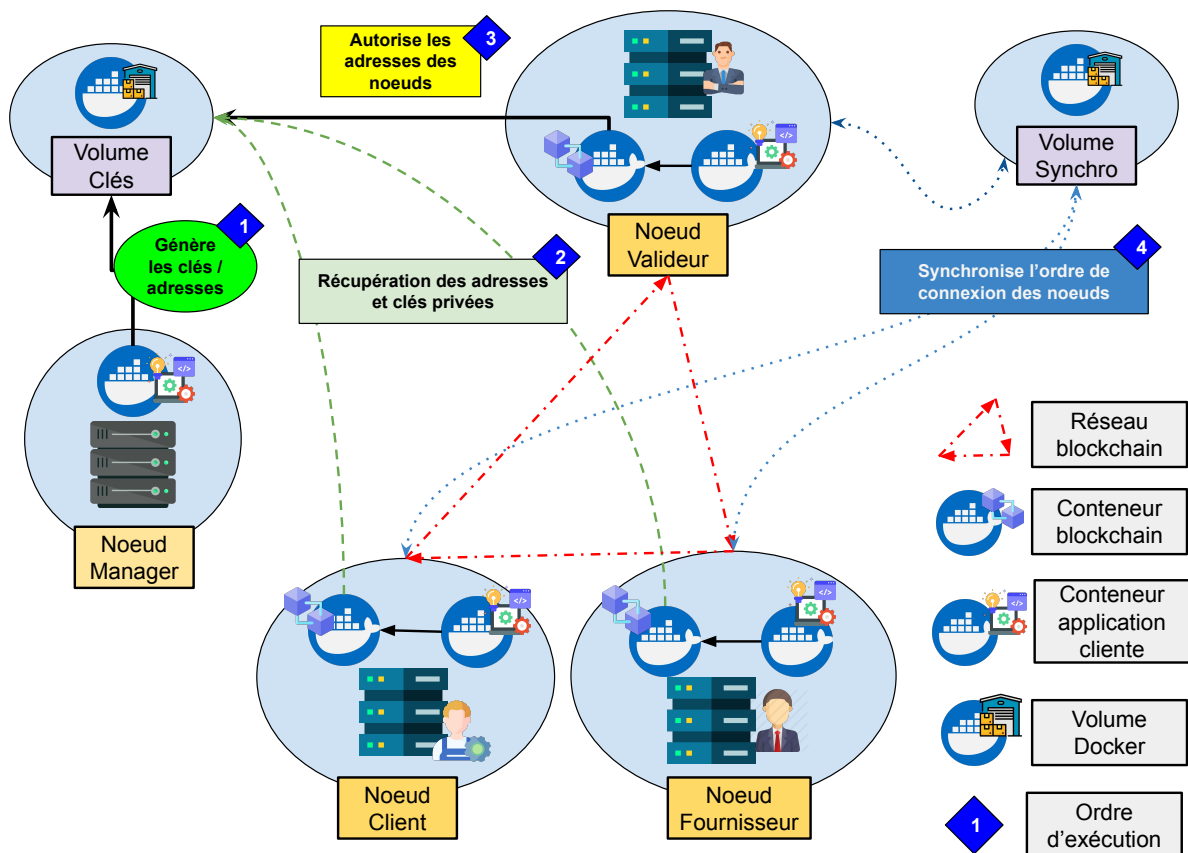 Autorise les
adresses des
noeuds
3
Volume
Clés
Volume
Synchro
Noeud
Valideur
1
Génère
les clés /
adresses
2
Récupération des adresses
et clés privées
4
Synchronise l'ordre de
connexion des noeuds
Noeud
Manager
Noeud
Client
Noeud
Fournisseur
Réseau
blockchain
Conteneur
blockchain
Conteneur
application
cliente
Volume
Docker
1
Ordre
d'exécution